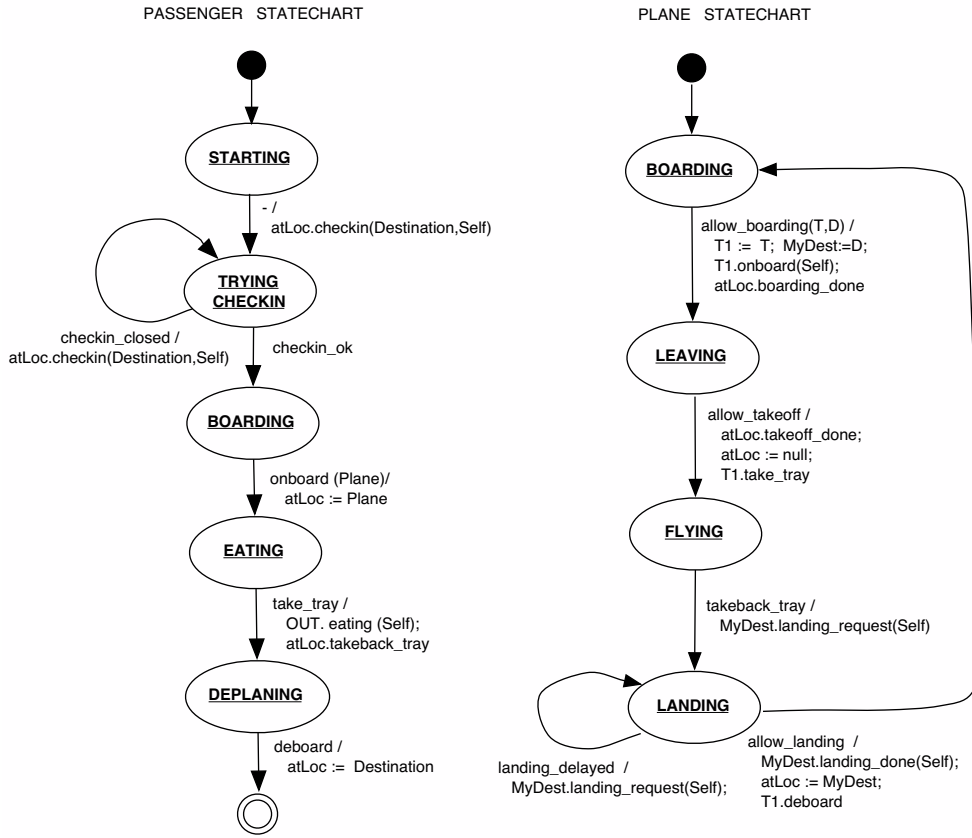 PASSENGER STATECHART
STARTING
- /
atLoc.checkin(Destination,Self)
TRYING
CHECKIN
checkin_closed /
atLoc.checkin(Destination,Self)
checkin_ok
BOARDING
onboard (Plane)/
atLoc := Plane
EATING
take_tray /
OUT. eating (Self);
atLoc.takeback_tray
DEPLANING
deboard /
atLoc := Destination
PLANE STATECHART
BOARDING
allow_boarding(T,D) /
T1 := T; MyDest:=D;
T1.onboard(Self);
atLoc.boarding_done
LEAVING
allow_takeoff /
atLoc.takeoff_done;
atLoc := null;
T1.take_tray
FLYING
takeback_tray /
MyDest.landing_request(Self)
LANDING
landing_delayed /
MyDest.landing_request(Self);
allow_landing /
MyDest.landing_done(Self);
atLoc := MyDest;
T1.deboard